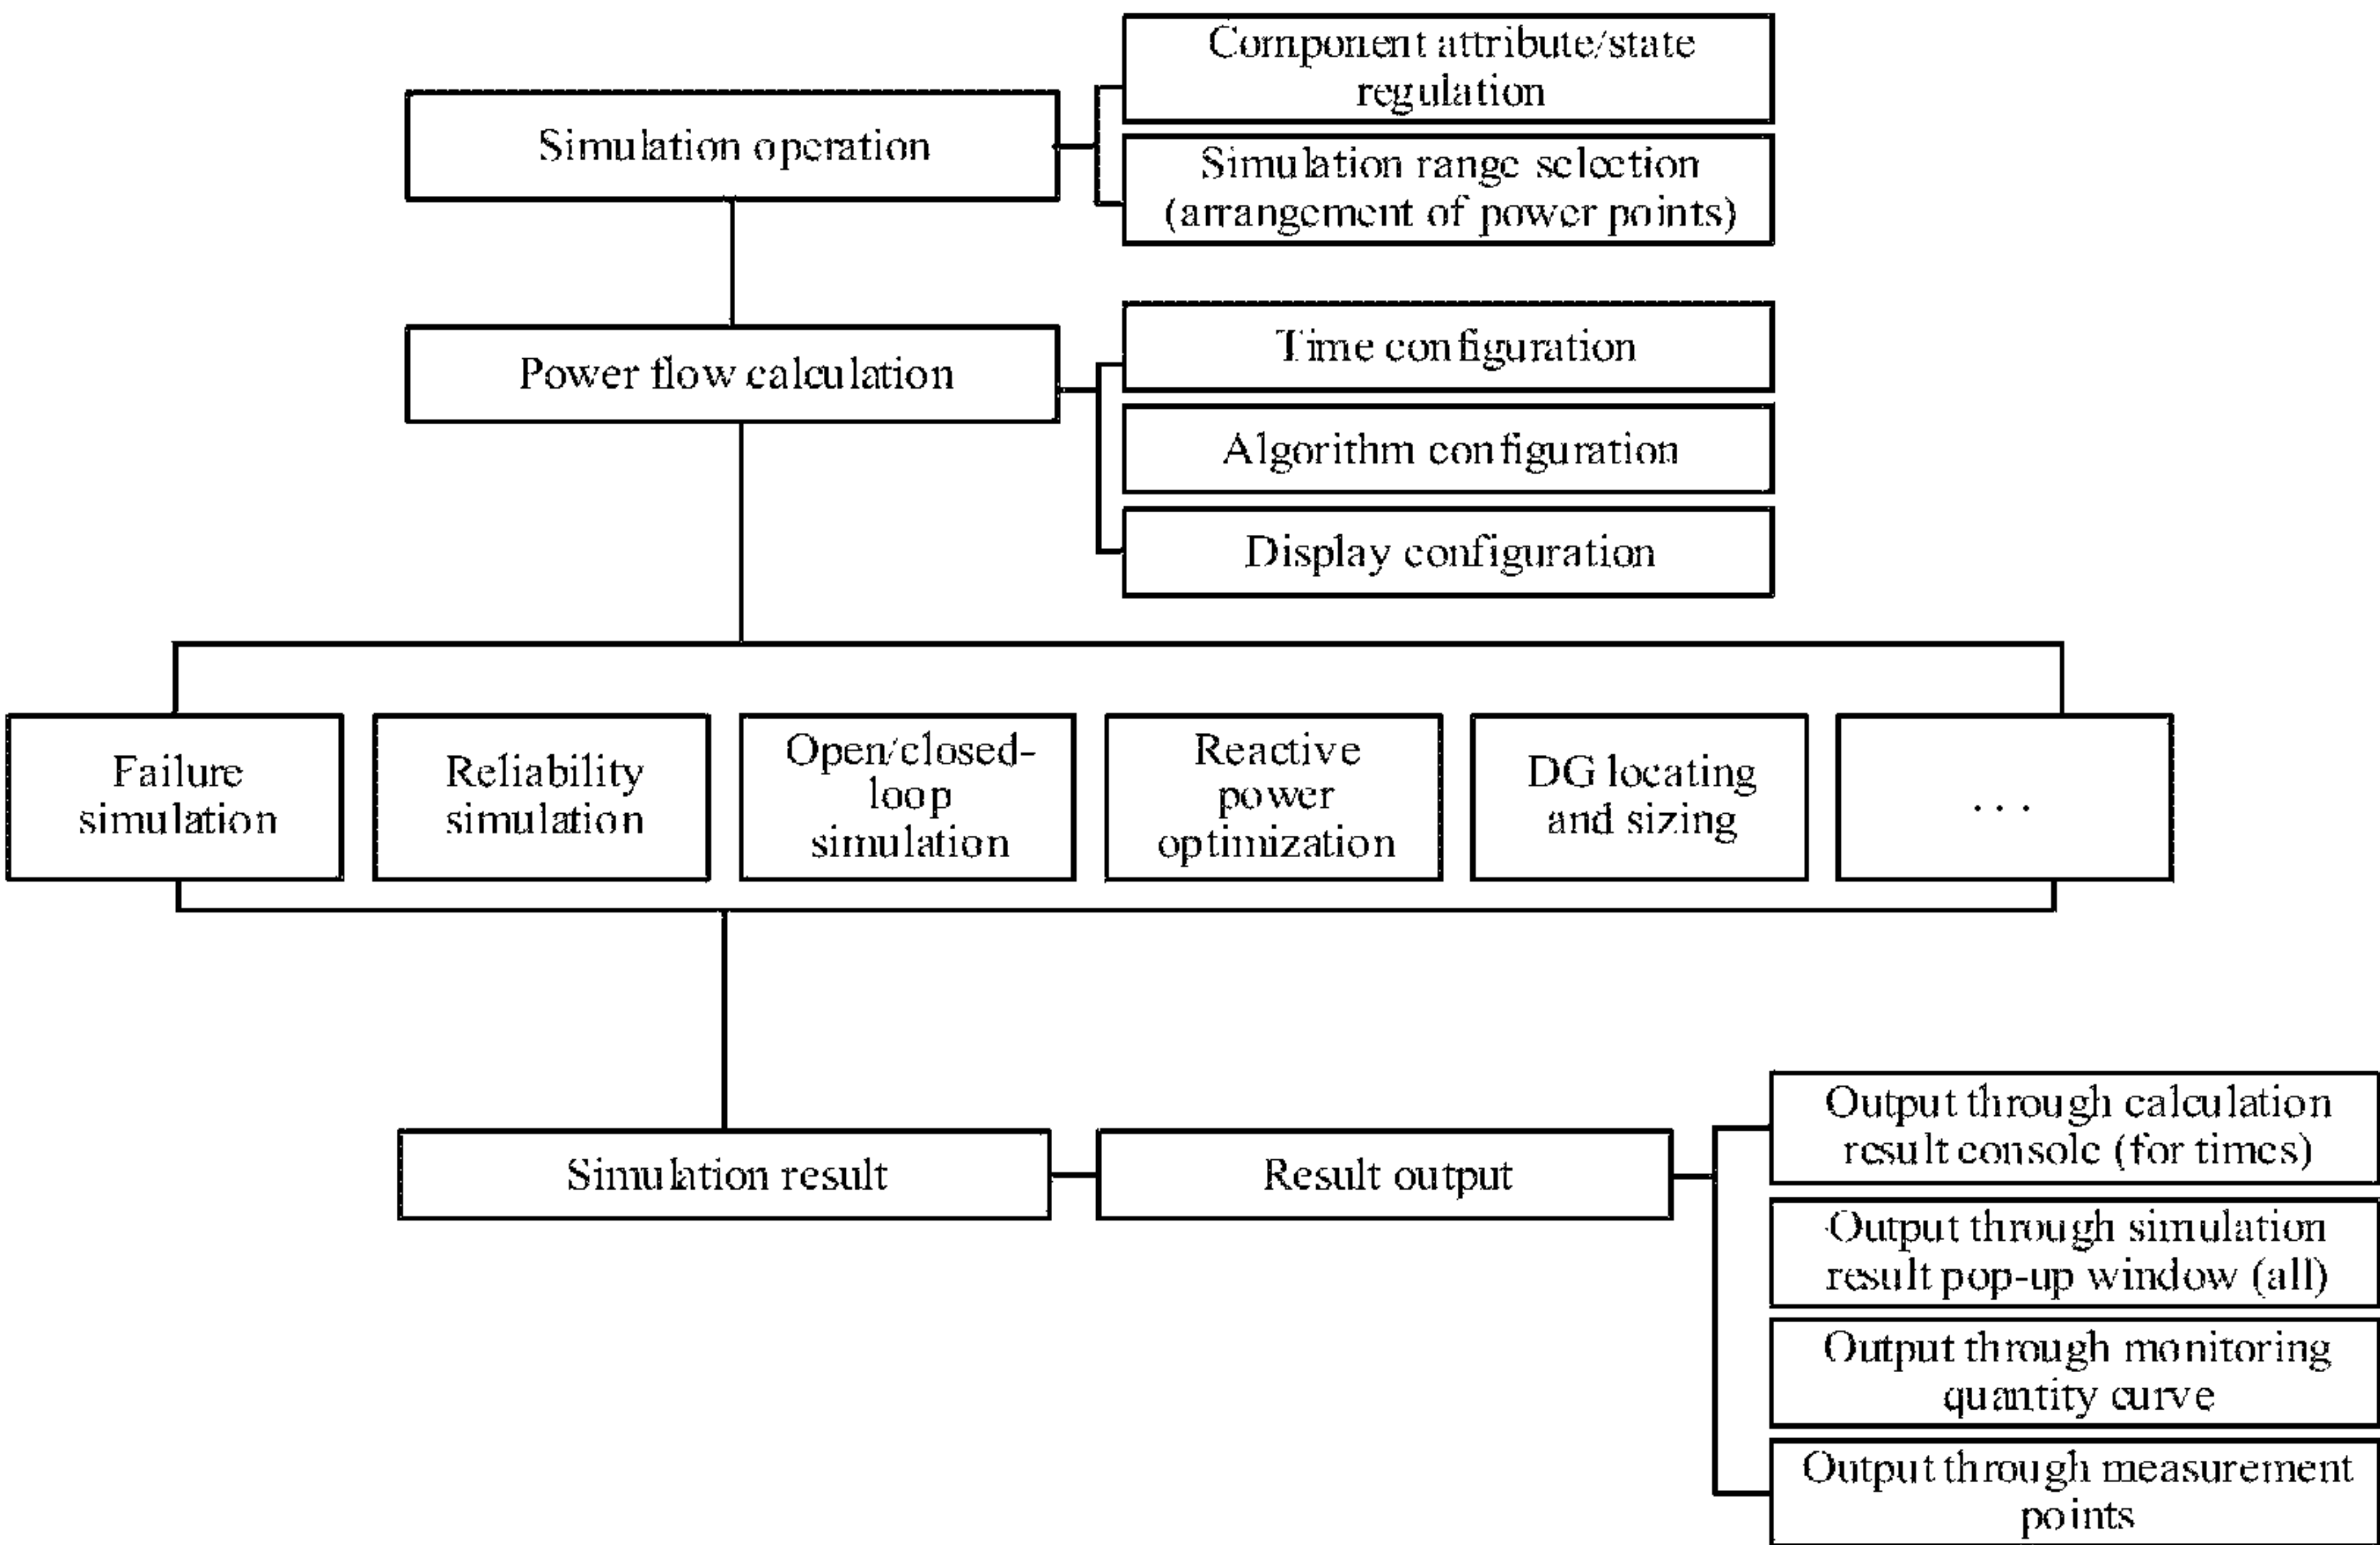 Component attribute/state
regulation
Simulation operation
Simulation range selection
(arrangement of power points)
Time configuration
Power flow calculation
Algorithm configuration
Display configuration
Failure
simulation
Reliability
simulation
Open/closed-
loop
simulation
Reactive
power
optimization
DG locating
and sizing
...
Output through calculation
result console (for times)
Simulation result
Result output
Output through simulation
result pop-up window (all)
Output through monitoring
quantity curve
Output through measurement
points